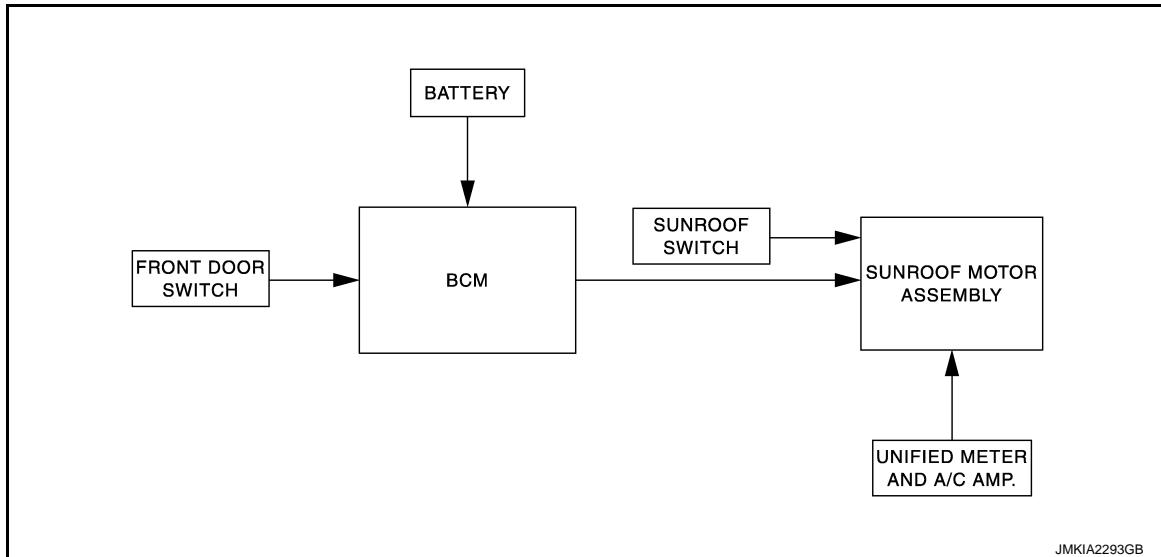 BATTERY
FRONT DOOR
SWITCH
BCM
SUNROOF
SWITCH
SUNROOF MOTOR
ASSEMBLY
UNIFIED METER
AND A/C AMP.
JMKIA2293GB